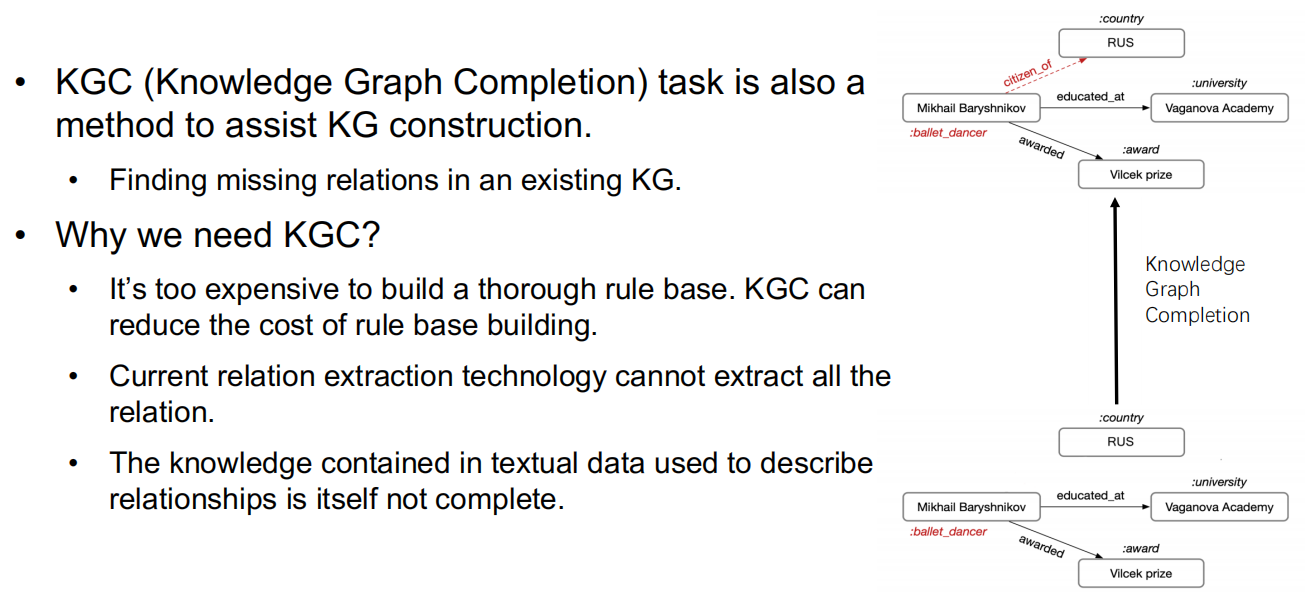 • KGC (Knowledge Graph Completion) task is also a
method to assist KG construction.
• Finding missing relations in an existing KG.
• Why we need KGC?
• It's too expensive to build a thorough rule base. KGC can
reduce the cost of rule base building.
• Current relation extraction technology cannot extract all the
relation.
• The knowledge contained in textual data used to describe
relationships is itself not complete.
:country
RUS
citizen_of
:university
educated_at
Mikhail Baryshnikov
Vaganova Academy
:ballet_dancer
awarded
:award
Vilcek prize
Knowledge
Graph
Completion
:country
RUS
:university
educated_at
Mikhail Baryshnikov
Vaganova Academy
:ballet_dancer
awarded
:award
Vilcek prize